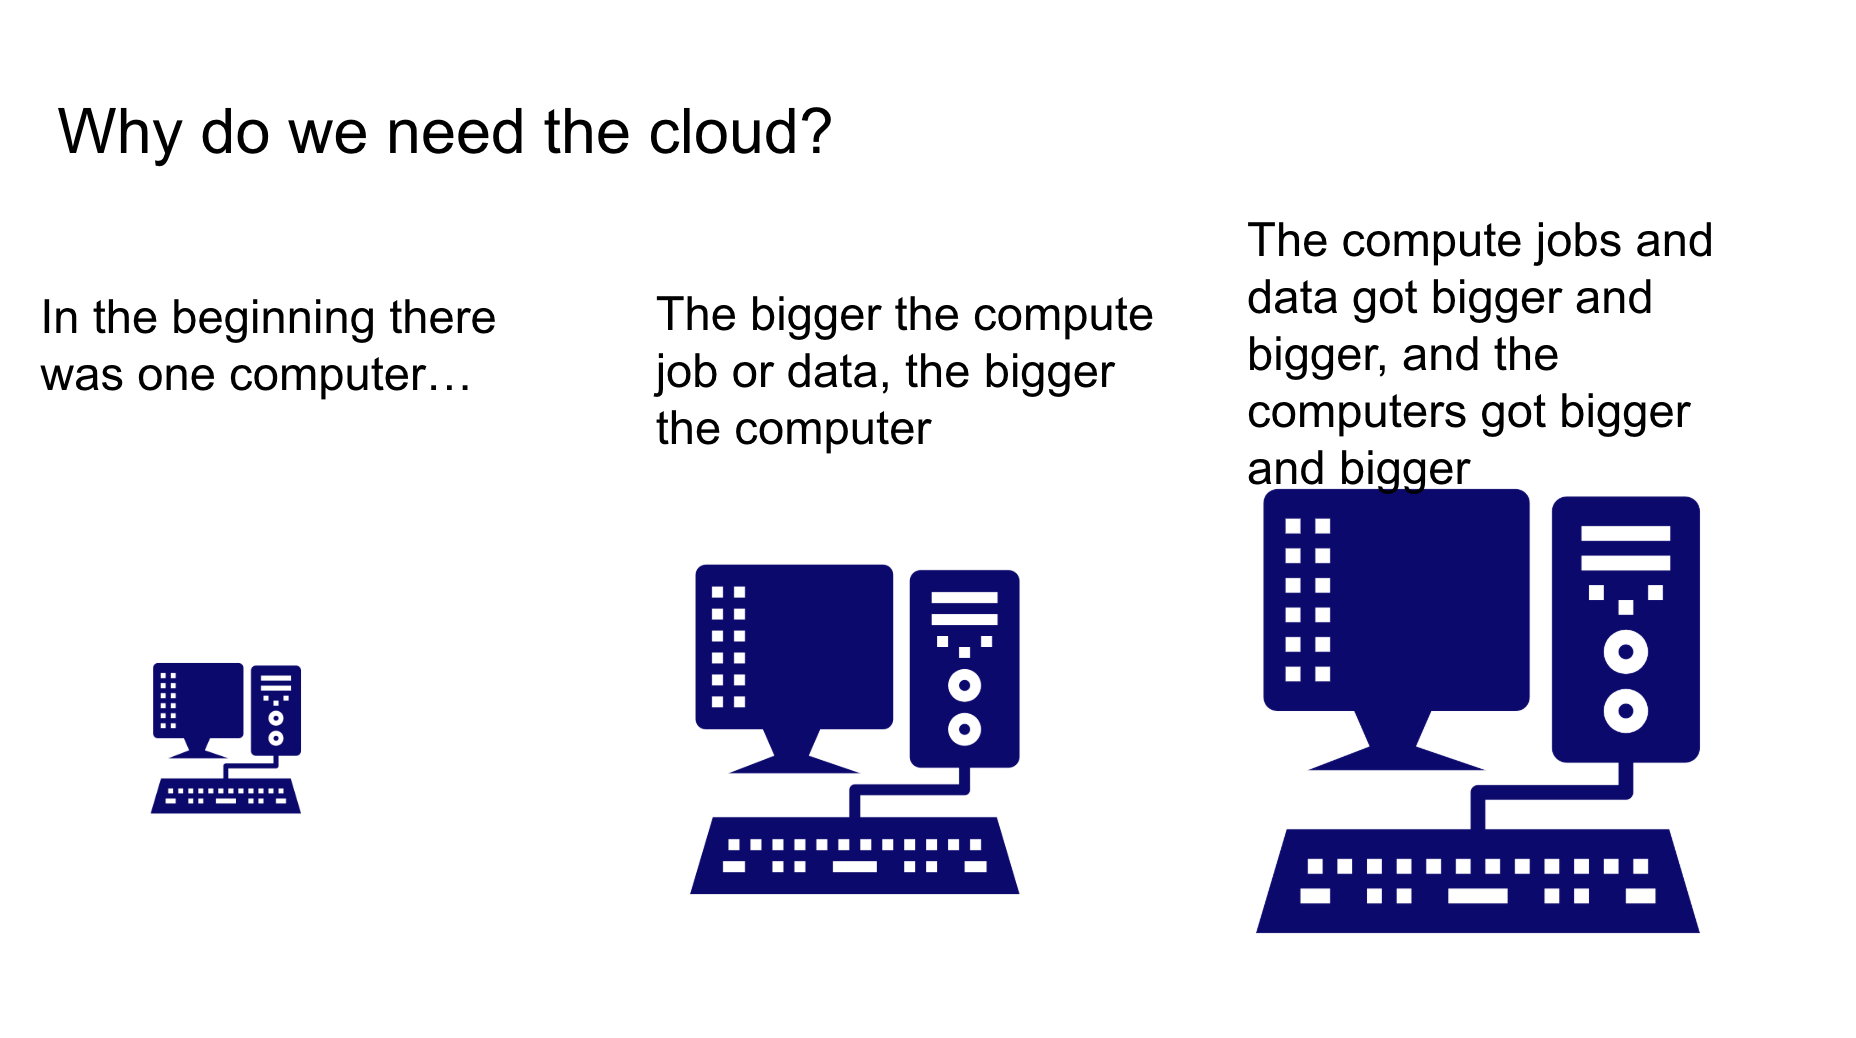 Why do we need the cloud?
In the beginning there
was one computer…
The bigger the compute
job or data, the bigger
the computer
The compute jobs and
data got bigger and
bigger, and the
computers got bigger
and bigger